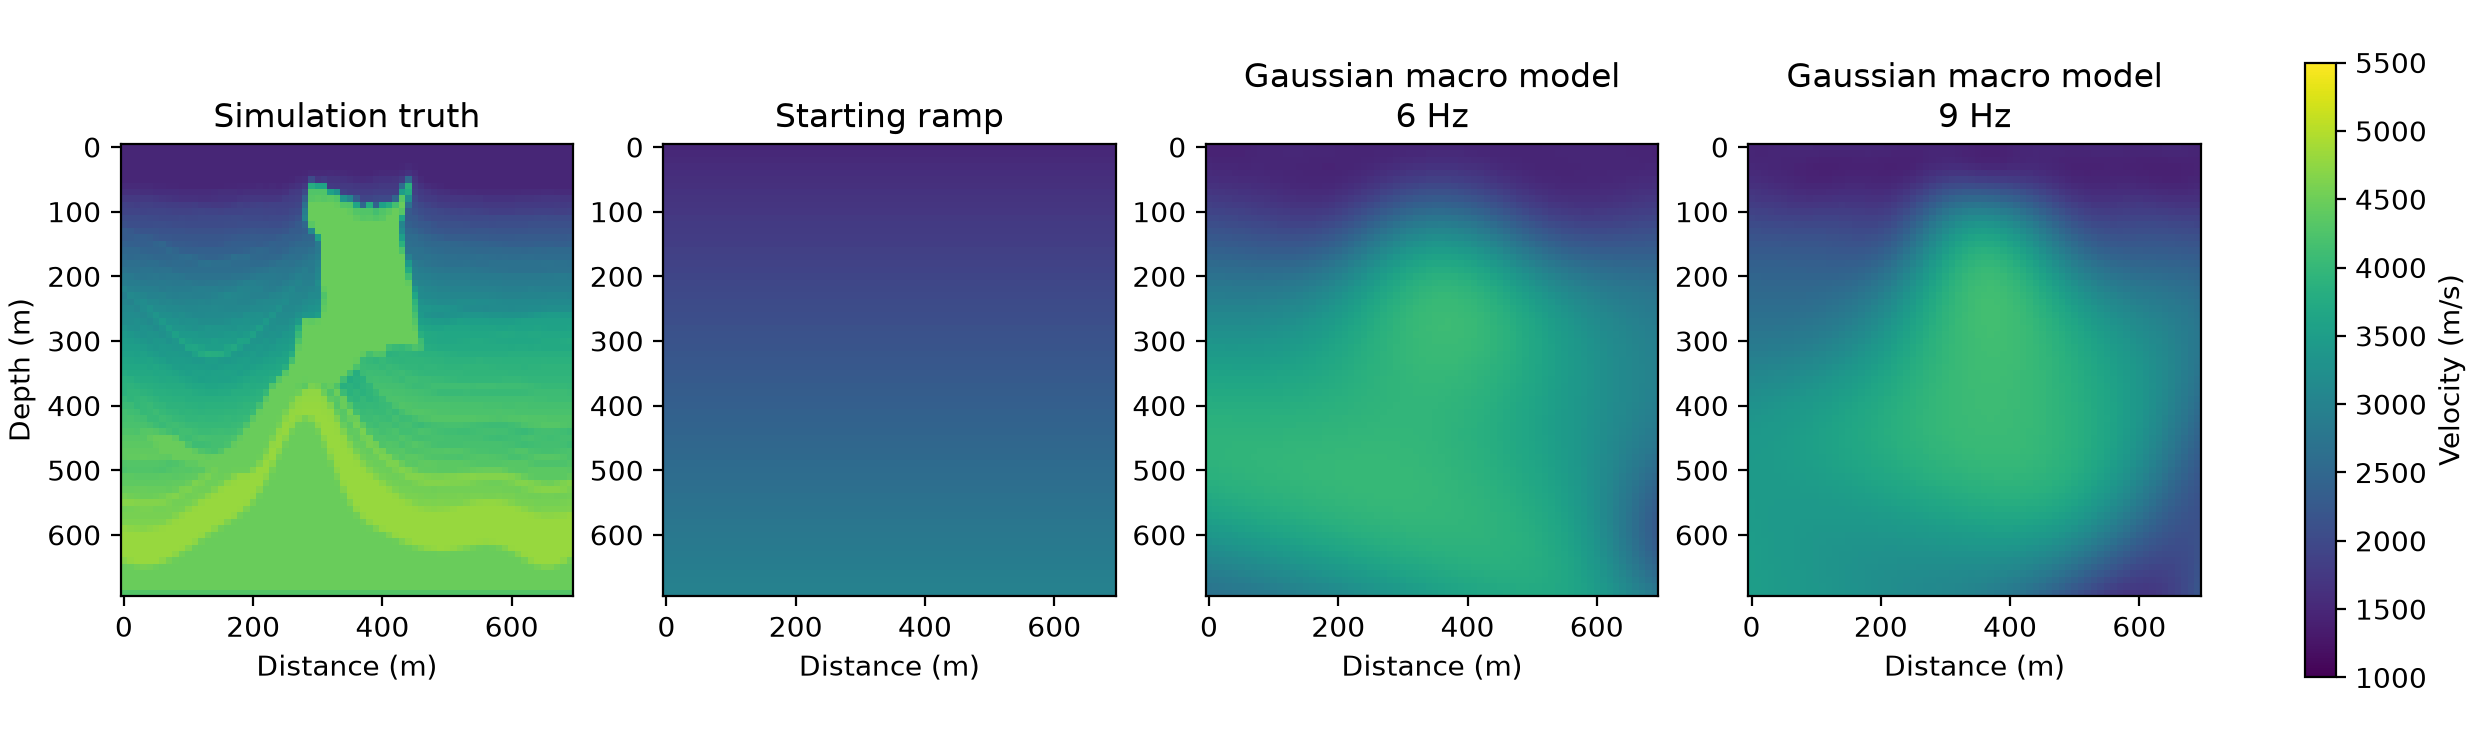 Simulation truth
Starting ramp
Gaussian macro model
6 Hz
Gaussian macro model
9 Hz
Depth (m)
0
100
200
300
400
500
600
0 200 400 600
Distance (m)
0
100
200
300
400
500
600
0 200 400 600
Distance (m)
0
100
200
300
400
500
600
0 200 400 600
Distance (m)
0
100
200
300
400
500
600
0 200 400 600
Distance (m)
5500
5000
4500
4000
3500
3000
2500
2000
1500
1000
Velocity (m/s)